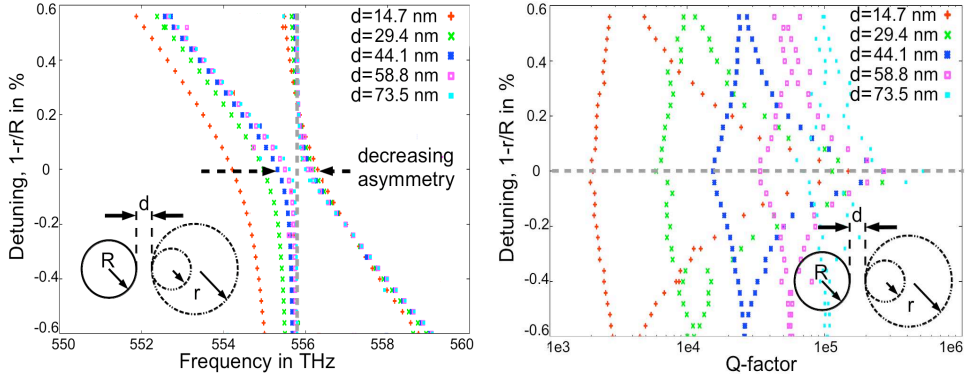 Detuning, 1-r/R in %
0.6
0.4
0.2
0
-0.2
-0.4
-0.6
d=14.7 nm
d=29.4 nm
d=44.1 nm
d=58.8 nm
d=73.5 nm
decreasing
asymmetry
d
R
r
550
552
554
556
558
560
Frequency in THz
Detuning, 1-r/R in %
0.6
0.4
0.2
0
-0.2
-0.4
-0.6
d=14.7 nm
d=29.4 nm
d=44.1 nm
d=58.8 nm
d=73.5 nm
d
R
r
1e3
1e4
1e5
1e6
Q-factor